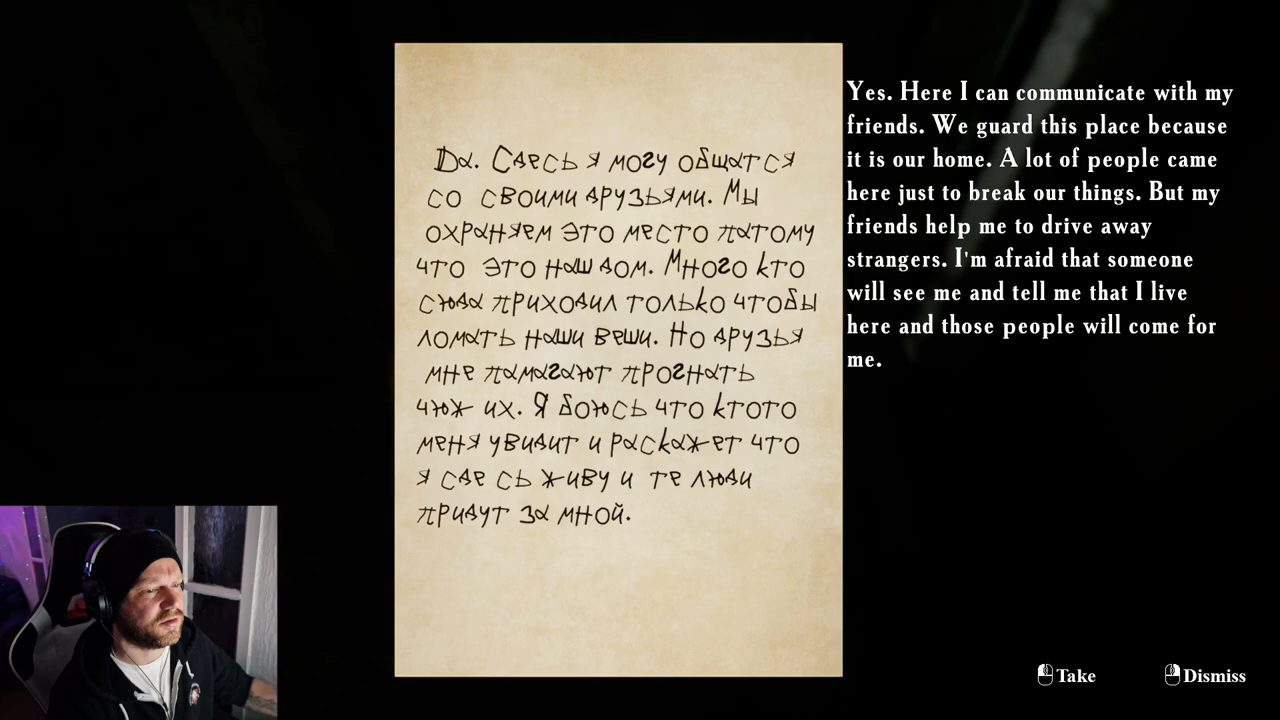 Да. Сдесь я могу общатся
со своими друзьями. Мы
охраняем это место патому
что это наш дом. Много кто
сюда приходил только чтобы
ломать наши веши. Но друзья
мне памагают прогнать
чюж их. Я боюсь что ктото
меня увидит и раскажет что
я сде сь живу и те люди
придут за мной.
Yes. Here I can communicate with my
friends. We guard this place because
it is our home. A lot of people came
here just to break our things. But my
friends help me to drive away
strangers. I'm afraid that someone
will see me and tell me that I live
here and those people will come for
me.
Take Dismiss